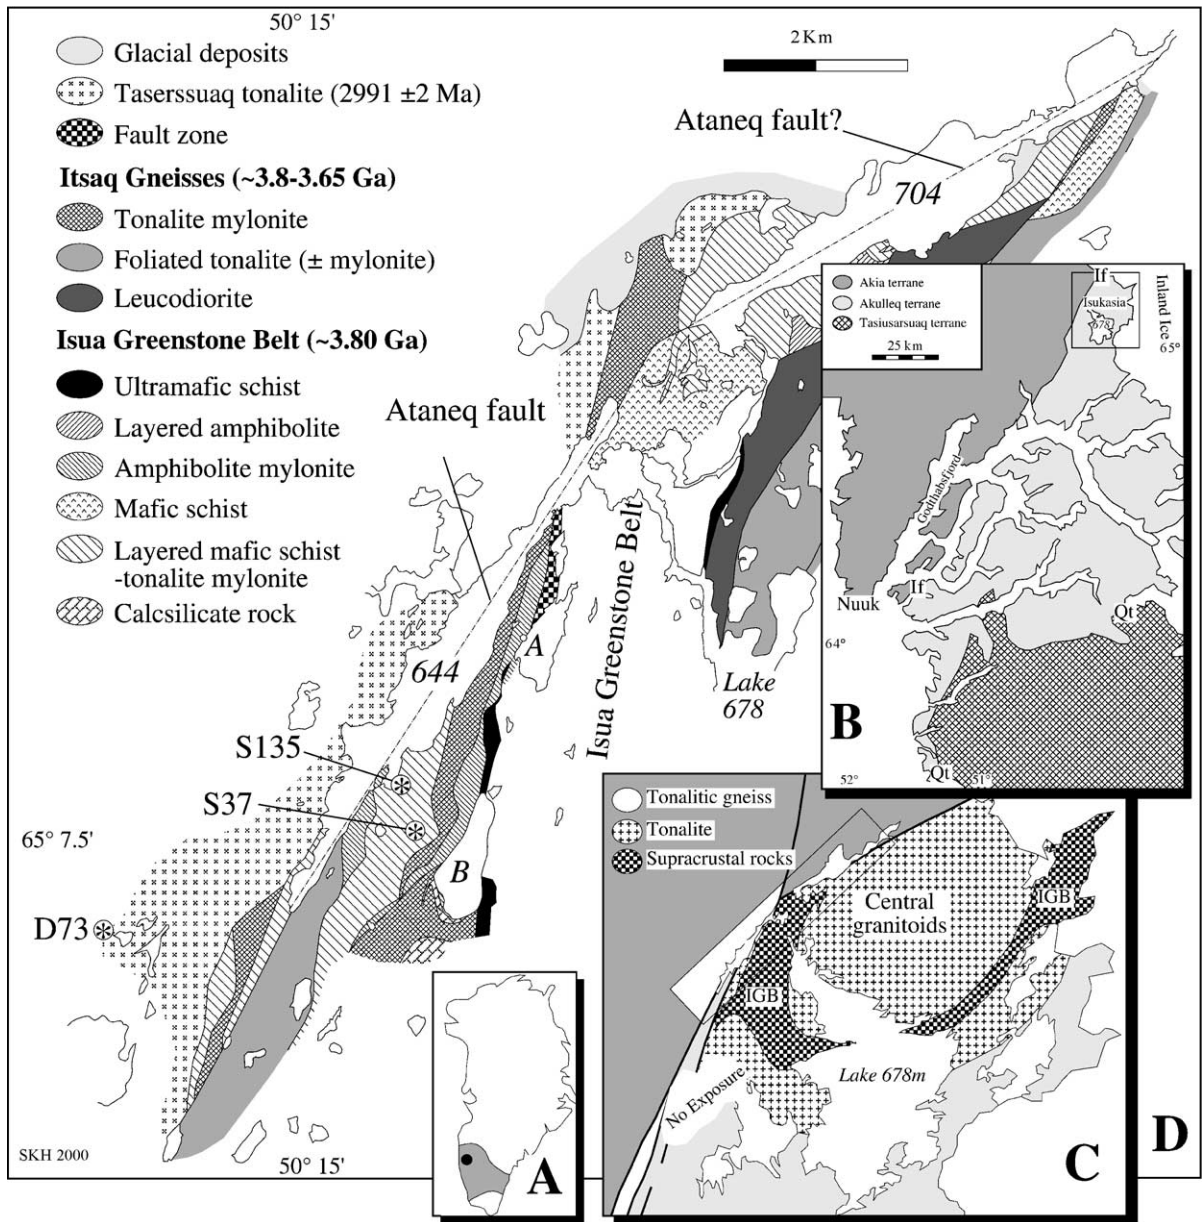 50° 15'
Glacial deposits
Taserssuaq tonalite (2991 ±2 Ma)
Fault zone
Itsaq Gneisses (~3.8-3.65 Ga)
Tonalite mylonite
Foliated tonalite (± mylonite)
Leucodiorite
Isua Greenstone Belt (~3.80 Ga)
Ultramafic schist
Layered amphibolite
Amphibolite mylonite
Mafic schist
Layered mafic schist
-tonalite mylonite
Calcsilicate rock
2 Km
Ataneq fault?
704
Ataneq fault
644
A
Isua Greenstone Belt
Lake
678
S135
S37
65° 7.5'
B
D73
SKH 2000
50° 15'
A
Akia terrane
Akulleq terrane
Tasiusarsuaq terrane
25 km
If
Isukasia
678
Inland Ice
65°
Godthabsfjord
Nuuk
If
Qt
64°
B
Qt
52°
51°
Tonalitic gneiss
Tonalite
Supracrustal rocks
Central
granitoids
IGB
IGB
Lake 678m
No Exposure
C
D